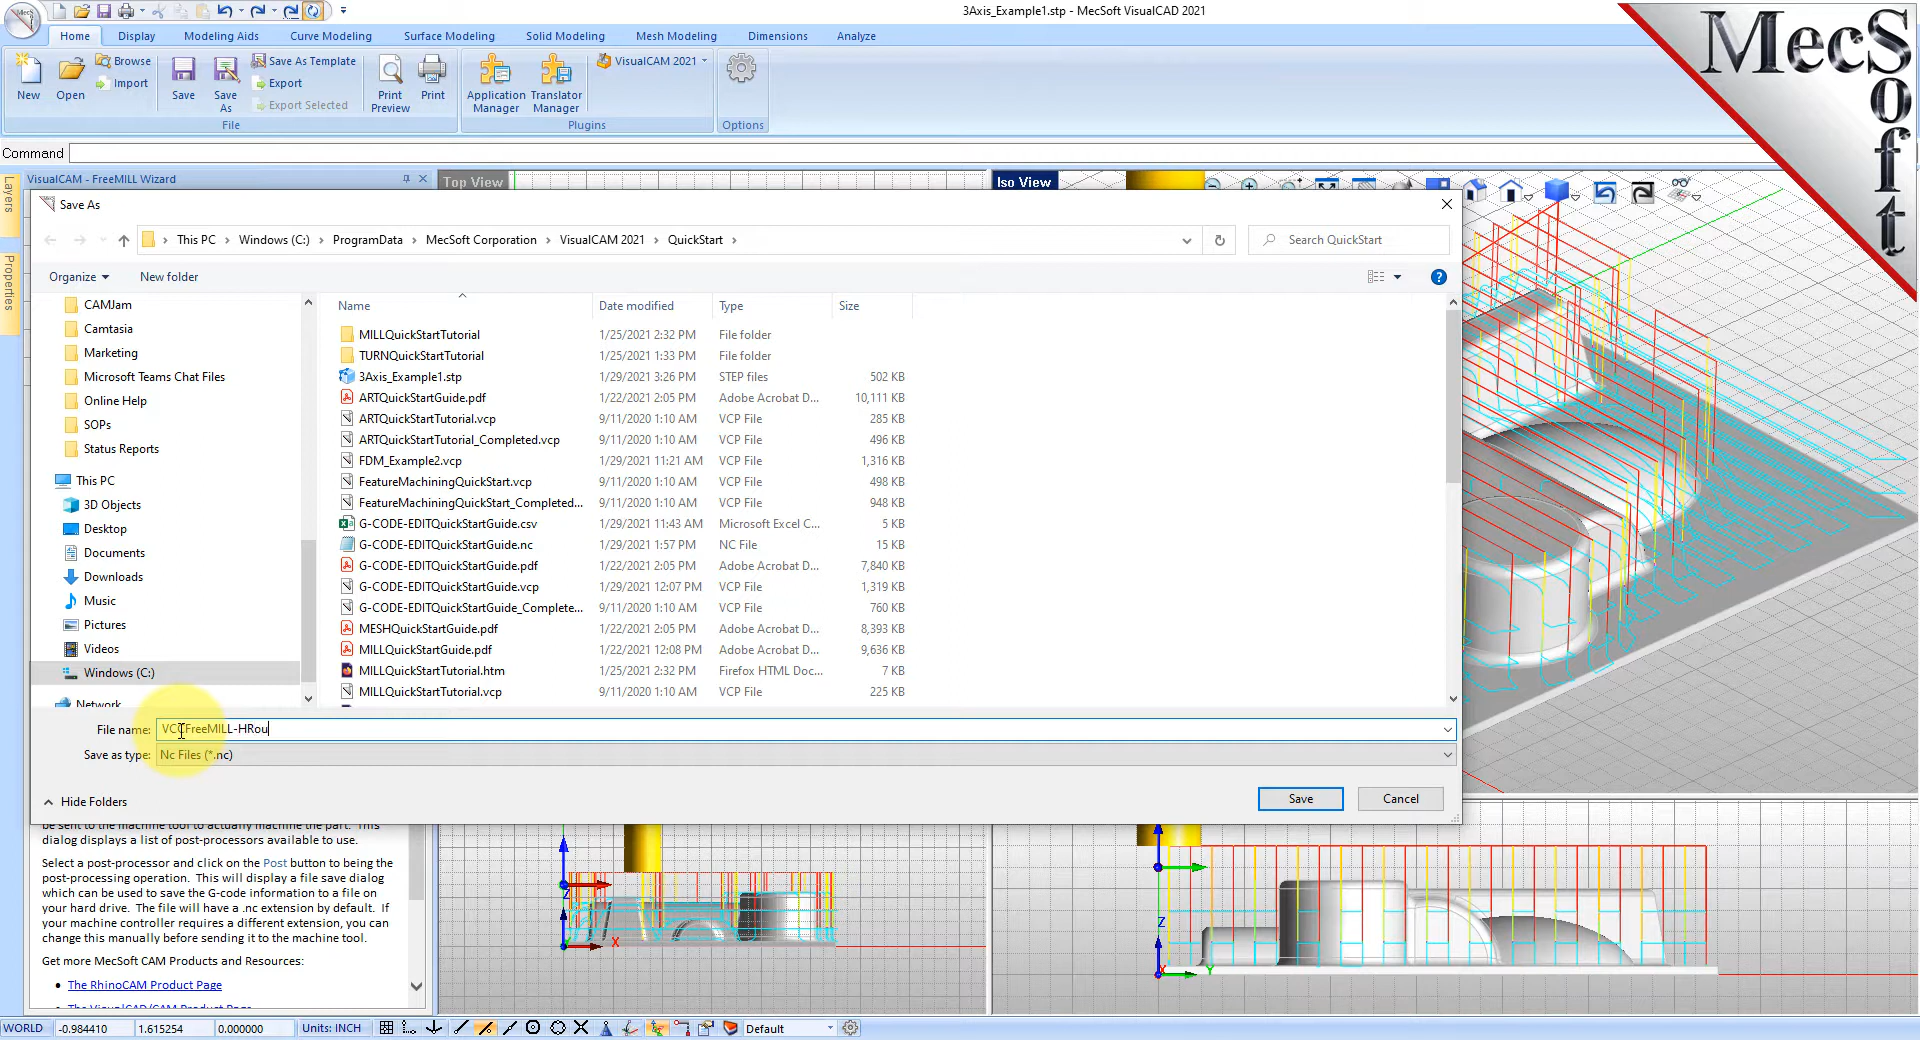 3Axis_Example1.stp - MecSoft VisualCAD 2021
Home Display Modeling Aids Curve Modeling Surface Modeling Solid Modeling Mesh Modeling Dimensions Analyze
New Open Browse Import Save Save As Save As Template Export Export Selected Print Preview Print
File
Application Manager Translator Manager VisualCAM 2021
Plugins
Options
MecSoft
Command
Layers
Properties
VisualCAM - FreeMILL Wizard
Top View
Iso View
Save As
This PC Windows (C:) ProgramData MecSoft Corporation VisualCAM 2021 QuickStart
Search QuickStart
Organize New folder
CAMJam
Camtasia
Marketing
Microsoft Teams Chat Files
Online Help
SOPs
Status Reports
This PC
3D Objects
Desktop
Documents
Downloads
Music
Pictures
Videos
Windows (C:)
Network
Name Date modified Type Size
MILLQuickStartTutorial 1/25/2021 2:32 PM File folder
TURNQuickStartTutorial 1/25/2021 1:33 PM File folder
3Axis_Example1.stp 1/29/2021 3:26 PM STEP files 502 KB
ARTQuickStartGuide.pdf 1/22/2021 2:05 PM Adobe Acrobat D... 10,111 KB
ARTQuickStartTutorial.vcp 9/11/2020 1:10 AM VCP File 285 KB
ARTQuickStartTutorial_Completed.vcp 9/11/2020 1:10 AM VCP File 496 KB
FDM_Example2.vcp 1/29/2021 11:21 AM VCP File 1,316 KB
FeatureMachiningQuickStart.vcp 9/11/2020 1:10 AM VCP File 498 KB
FeatureMachiningQuickStart_Completed... 9/11/2020 1:10 AM VCP File 948 KB
G-CODE-EDITQuickStartGuide.csv 1/29/2021 11:43 AM Microsoft Excel C... 5 KB
G-CODE-EDITQuickStartGuide.nc 1/29/2021 1:57 PM NC File 15 KB
G-CODE-EDITQuickStartGuide.pdf 1/22/2021 2:05 PM Adobe Acrobat D... 7,840 KB
G-CODE-EDITQuickStartGuide.vcp 1/29/2021 12:07 PM VCP File 1,319 KB
G-CODE-EDITQuickStartGuide_Complete... 9/11/2020 1:10 AM VCP File 760 KB
MESHQuickStartGuide.pdf 1/22/2021 2:05 PM Adobe Acrobat D... 8,393 KB
MILLQuickStartGuide.pdf 1/22/2021 12:08 PM Adobe Acrobat D... 9,636 KB
MILLQuickStartTutorial.htm 1/25/2021 2:32 PM Firefox HTML Doc... 7 KB
MILLQuickStartTutorial.vcp 9/11/2020 1:10 AM VCP File 225 KB
File name: VCCFreeMILL-HRou
Save as type: Nc Files (*.nc)
Hide Folders
Save Cancel
be sent to the machine tool to actually machine the part. This
dialog displays a list of post-processors available to use.
Select a post-processor and click on the Post button to being the
post-processing operation. This will display a file save dialog
which can be used to save the G-code information to a file on
your hard drive. The file will have a .nc extension by default. If
your machine controller requires a different extension, you can
change this manually before sending it to the machine tool.
Get more MecSoft CAM Products and Resources:
The RhinoCAM Product Page
The VisualCAD/CAM Product Page
Z
X
Z
X
Y
WORLD -0.984410 1.615254 0.000000 Units: INCH Default